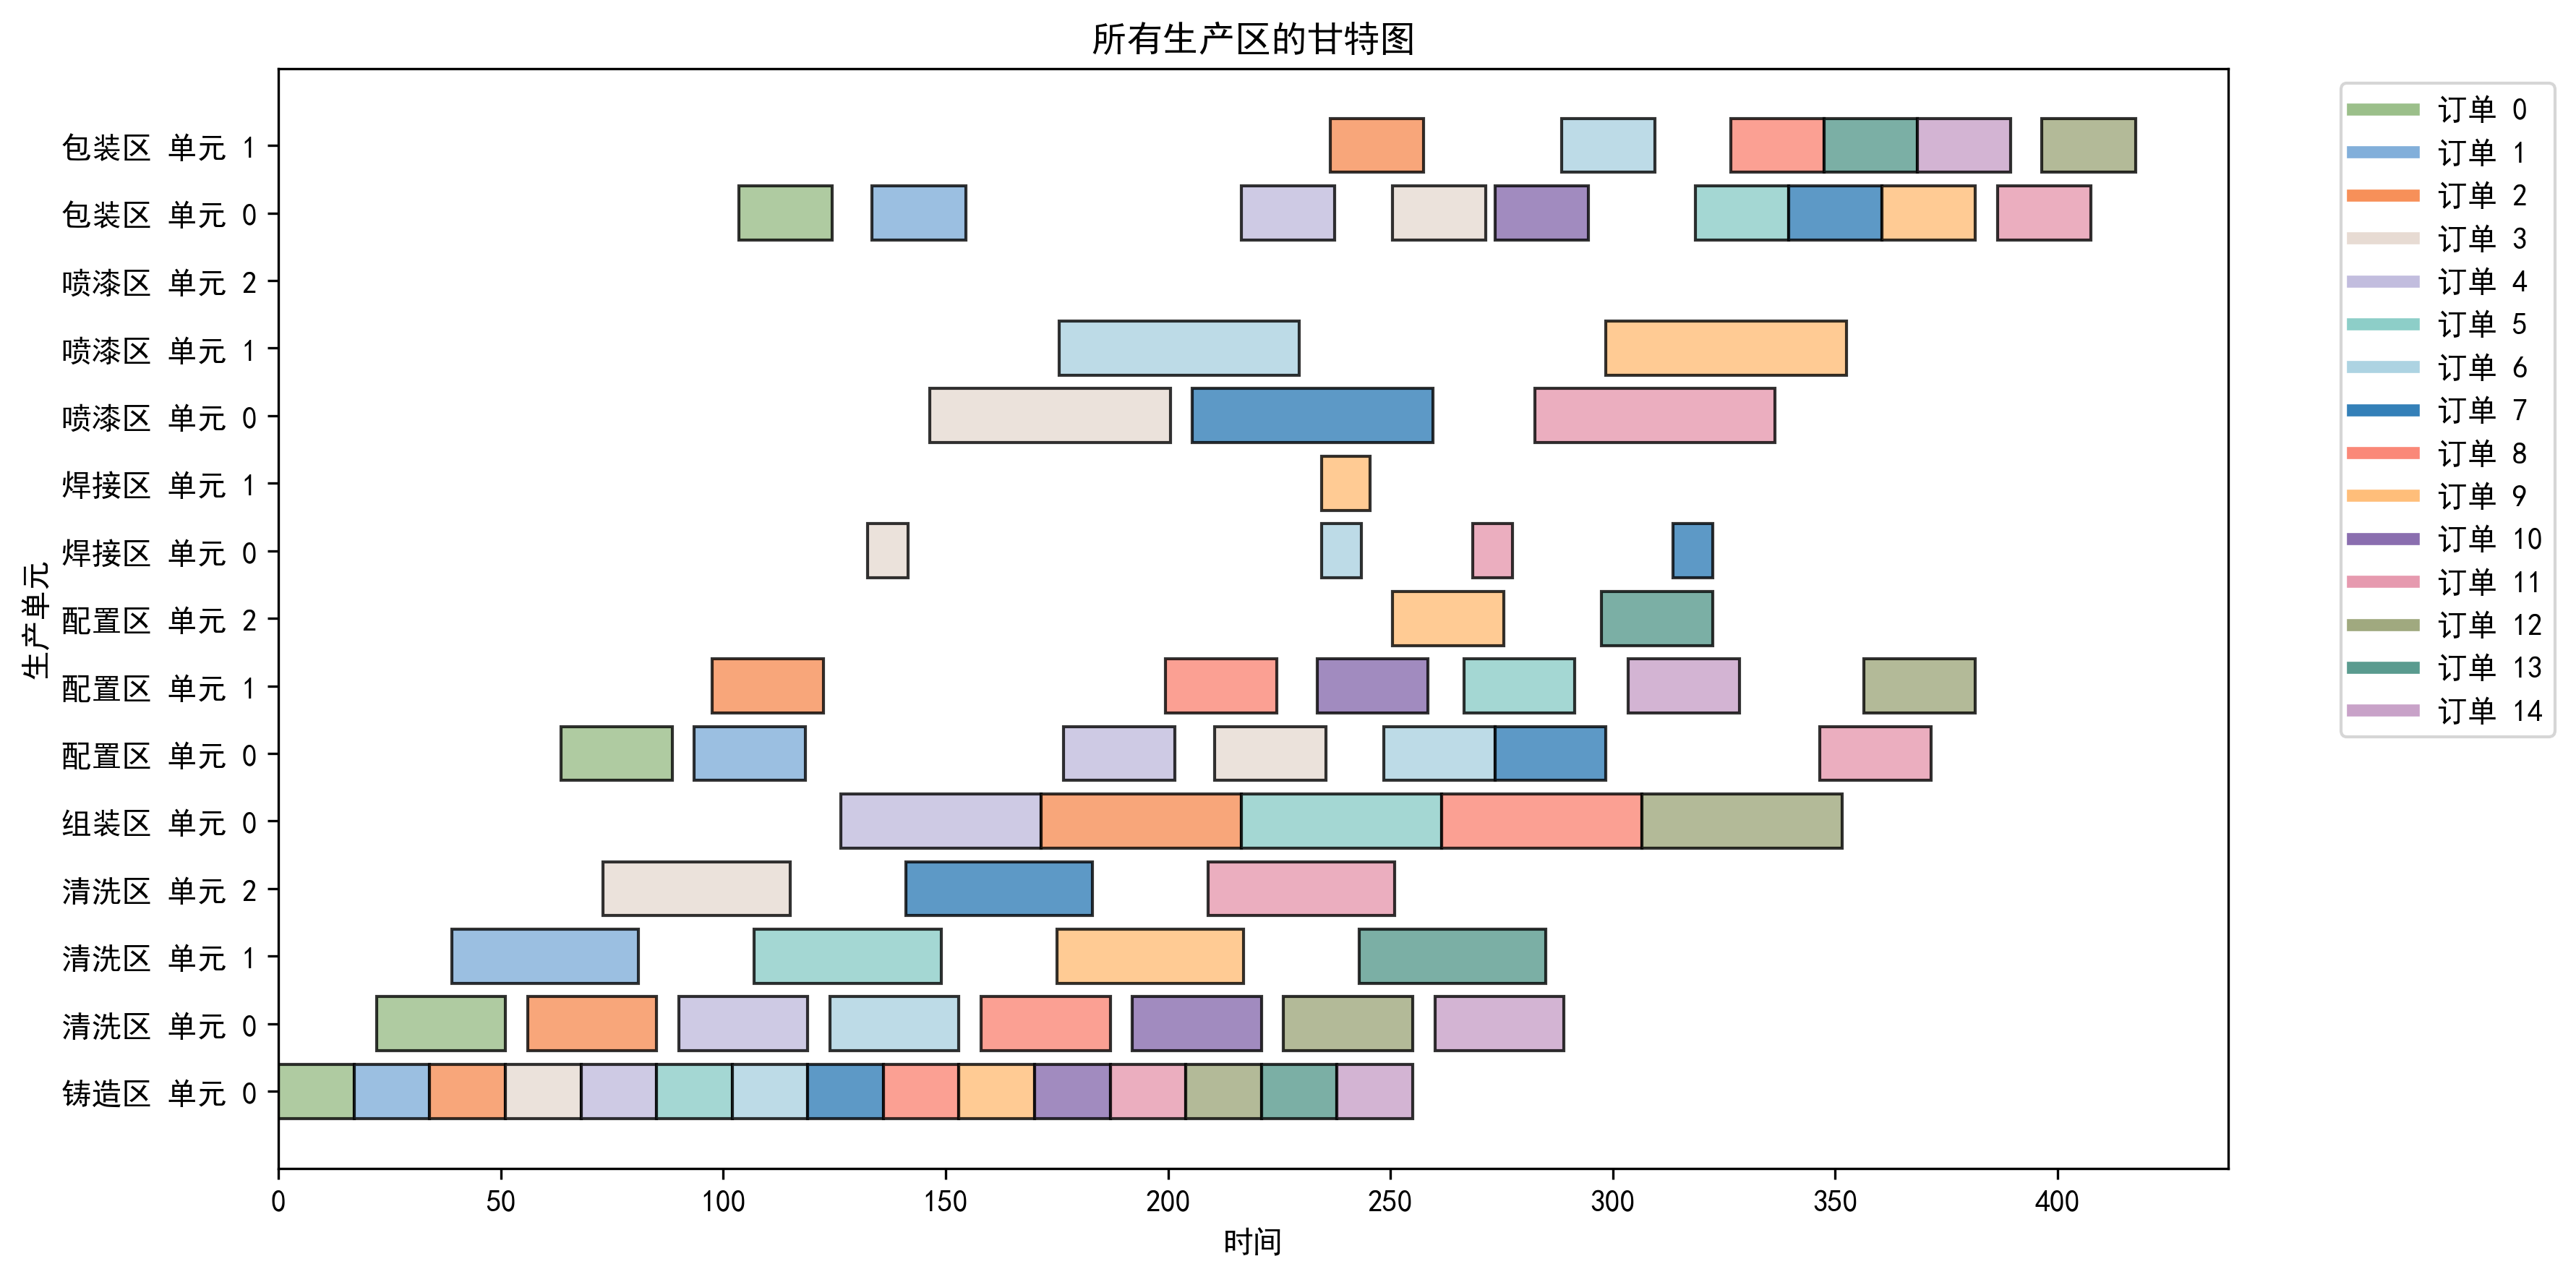 所有生产区的甘特图
包装区 单元 1
包装区 单元 0
喷漆区 单元 2
喷漆区 单元 1
喷漆区 单元 0
焊接区 单元 1
焊接区 单元 0
配置区 单元 2
配置区 单元 1
配置区 单元 0
组装区 单元 0
清洗区 单元 2
清洗区 单元 1
清洗区 单元 0
铸造区 单元 0
生产单元
0 50 100 150 200 250 300 350 400
时间
订单 0
订单 1
订单 2
订单 3
订单 4
订单 5
订单 6
订单 7
订单 8
订单 9
订单 10
订单 11
订单 12
订单 13
订单 14